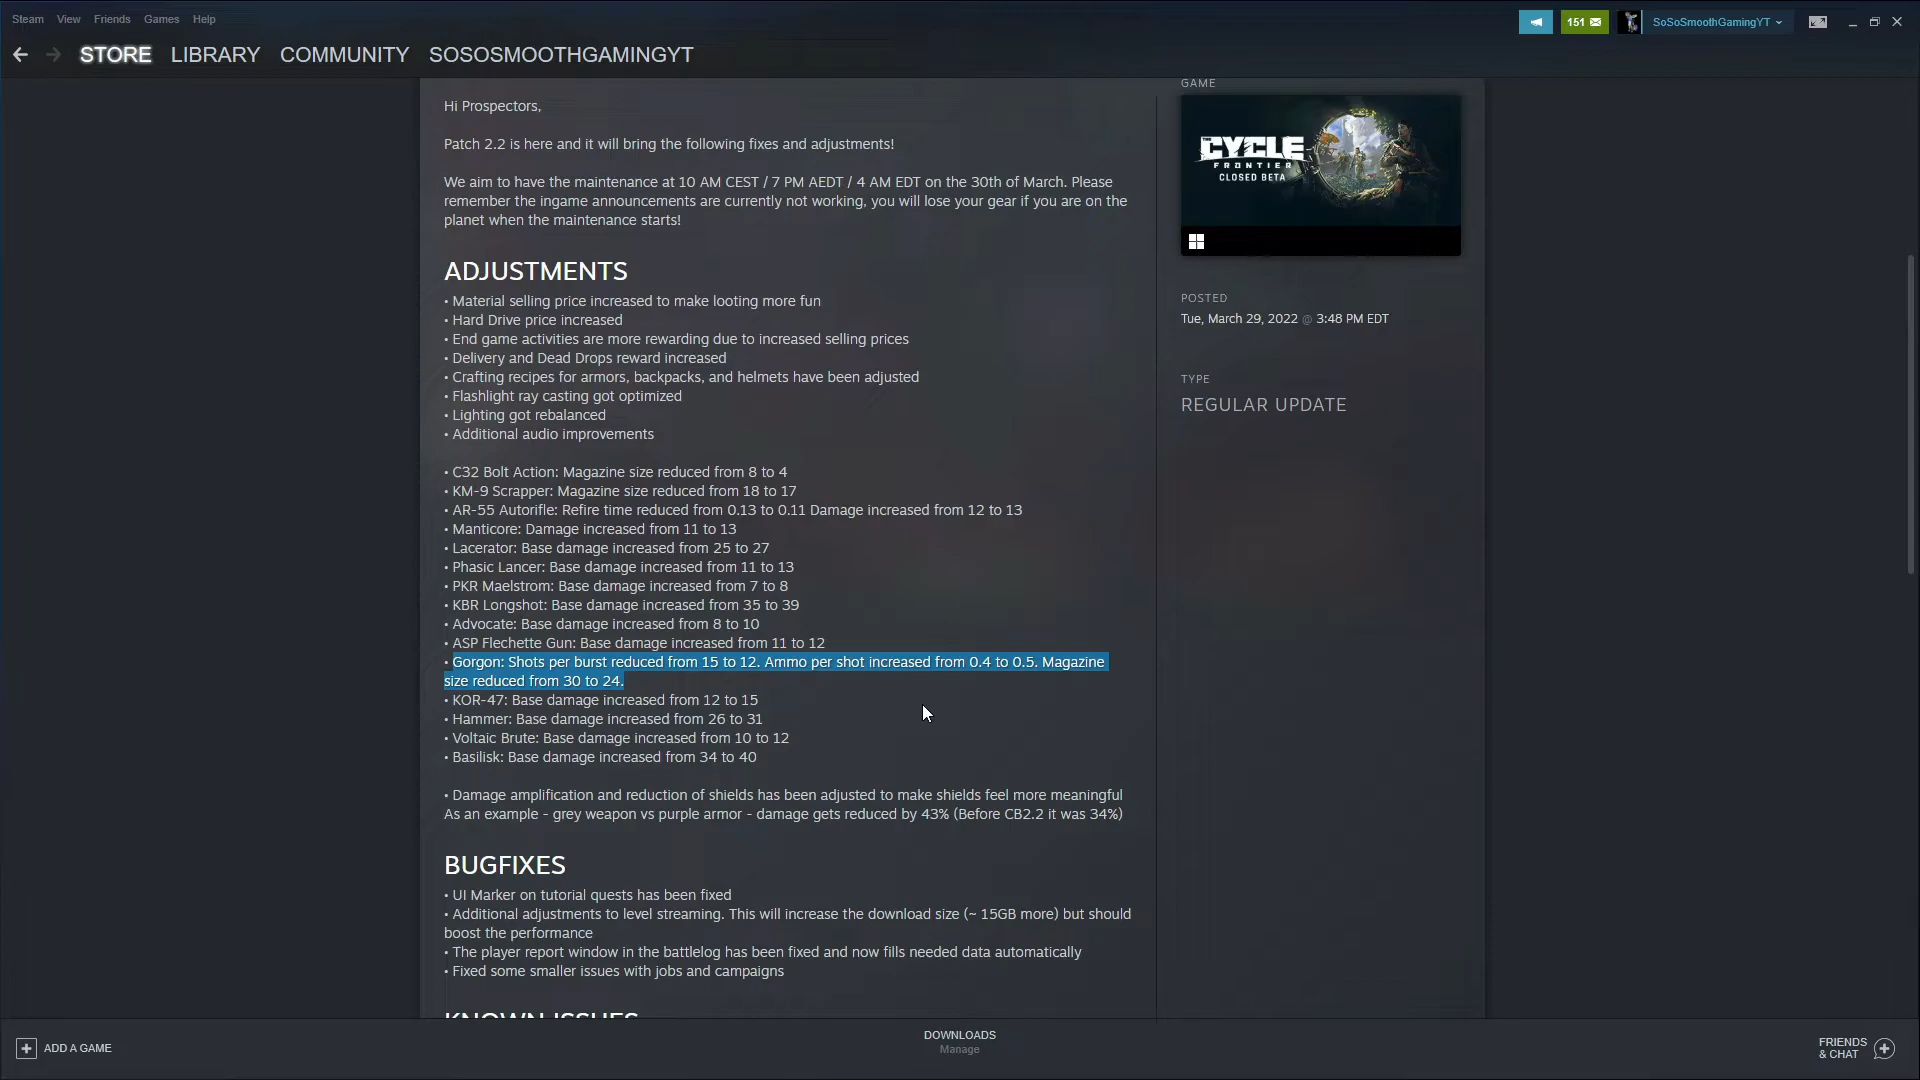 Steam View Friends Games Help
151 SoSoSmoothGamingYT
STORE LIBRARY COMMUNITY SOSOSMOOTHGAMINGYT
Hi Prospectors,
Patch 2.2 is here and it will bring the following fixes and adjustments!
We aim to have the maintenance at 10 AM CEST / 7 PM AEDT / 4 AM EDT on the 30th of March. Please
remember the ingame announcements are currently not working, you will lose your gear if you are on the
planet when the maintenance starts!
ADJUSTMENTS
• Material selling price increased to make looting more fun
• Hard Drive price increased
• End game activities are more rewarding due to increased selling prices
• Delivery and Dead Drops reward increased
• Crafting recipes for armors, backpacks, and helmets have been adjusted
• Flashlight ray casting got optimized
• Lighting got rebalanced
• Additional audio improvements
• C32 Bolt Action: Magazine size reduced from 8 to 4
• KM-9 Scrapper: Magazine size reduced from 18 to 17
• AR-55 Autorifle: Refire time reduced from 0.13 to 0.11 Damage increased from 12 to 13
• Manticore: Damage increased from 11 to 13
• Lacerator: Base damage increased from 25 to 27
• Phasic Lancer: Base damage increased from 11 to 13
• PKR Maelstrom: Base damage increased from 7 to 8
• KBR Longshot: Base damage increased from 35 to 39
• Advocate: Base damage increased from 8 to 10
• ASP Flechette Gun: Base damage increased from 11 to 12
• Gorgon: Shots per burst reduced from 15 to 12. Ammo per shot increased from 0.4 to 0.5. Magazine
size reduced from 30 to 24.
• KOR-47: Base damage increased from 12 to 15
• Hammer: Base damage increased from 26 to 31
• Voltaic Brute: Base damage increased from 10 to 12
• Basilisk: Base damage increased from 34 to 40
• Damage amplification and reduction of shields has been adjusted to make shields feel more meaningful
As an example - grey weapon vs purple armor - damage gets reduced by 43% (Before CB2.2 it was 34%)
BUGFIXES
• UI Marker on tutorial quests has been fixed
• Additional adjustments to level streaming. This will increase the download size (~ 15GB more) but should
boost the performance
• The player report window in the battlelog has been fixed and now fills needed data automatically
• Fixed some smaller issues with jobs and campaigns
KNOWN ISSUES
GAME
THE
CYCLE
FRONTIER
CLOSED BETA
POSTED
Tue, March 29, 2022 @ 3:48 PM EDT
TYPE
REGULAR UPDATE
ADD A GAME
DOWNLOADS
Manage
FRIENDS
& CHAT